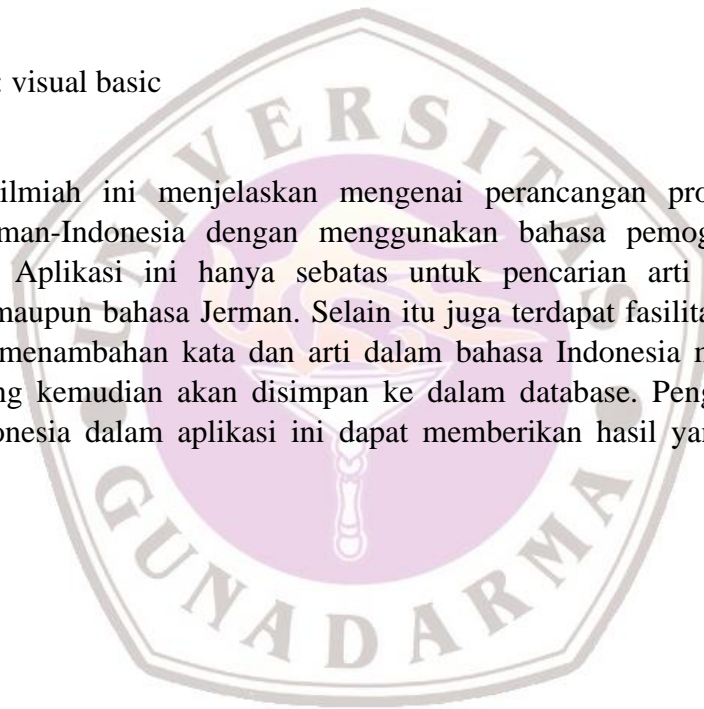 : visual basic
ilmiah ini menjelaskan mengenai perancangan pro
man-Indonesia dengan menggunakan bahasa pemog
Aplikasi ini hanya sebatas untuk pencarian arti
maupun bahasa Jerman. Selain itu juga terdapat fasilita
menambahan kata dan arti dalam bahasa Indonesia m
ng kemudian akan disimpan ke dalam database. Peng
onesia dalam aplikasi ini dapat memberikan hasil yan
UNIVERSITAS
GUNADARMA